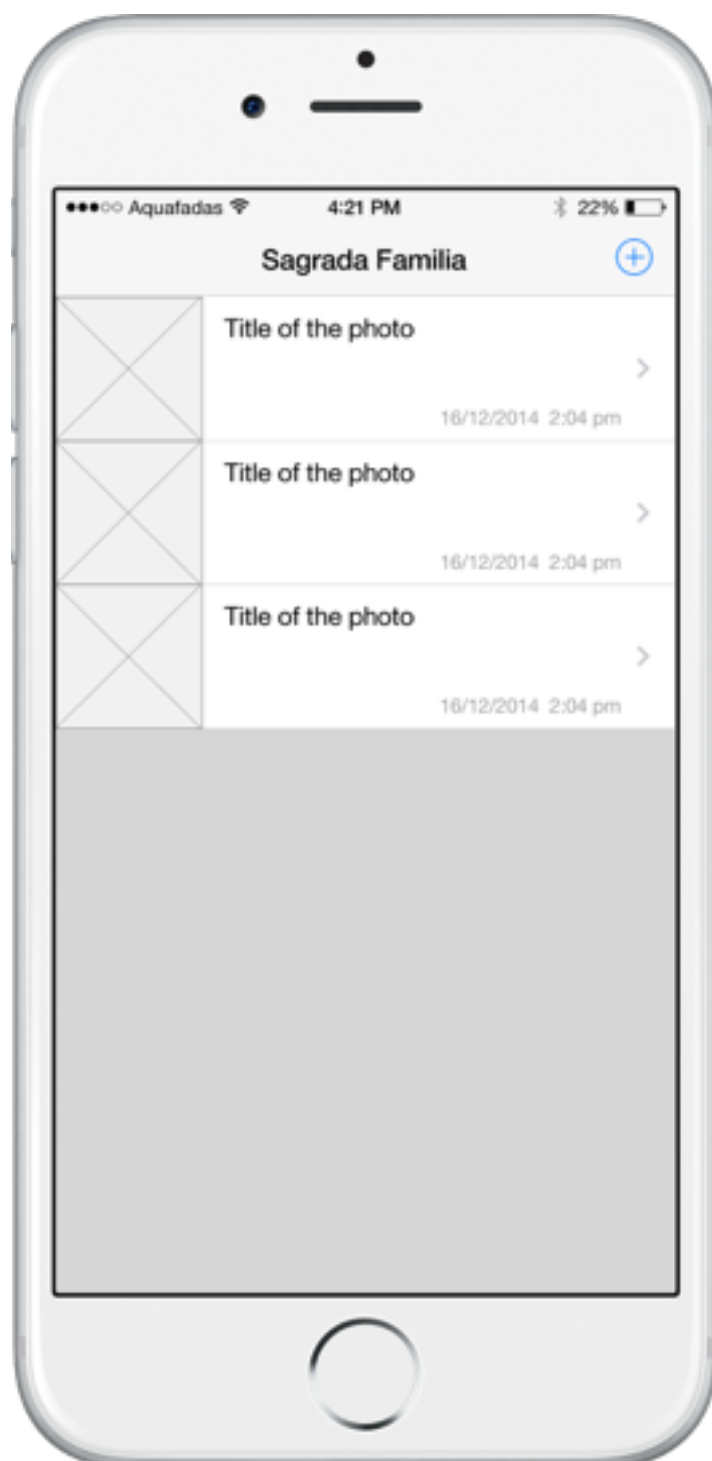 Aquafadas 4:21 PM 22%
Sagrada Familia
Title of the photo
16/12/2014 2:04 pm
Title of the photo
16/12/2014 2:04 pm
Title of the photo
16/12/2014 2:04 pm